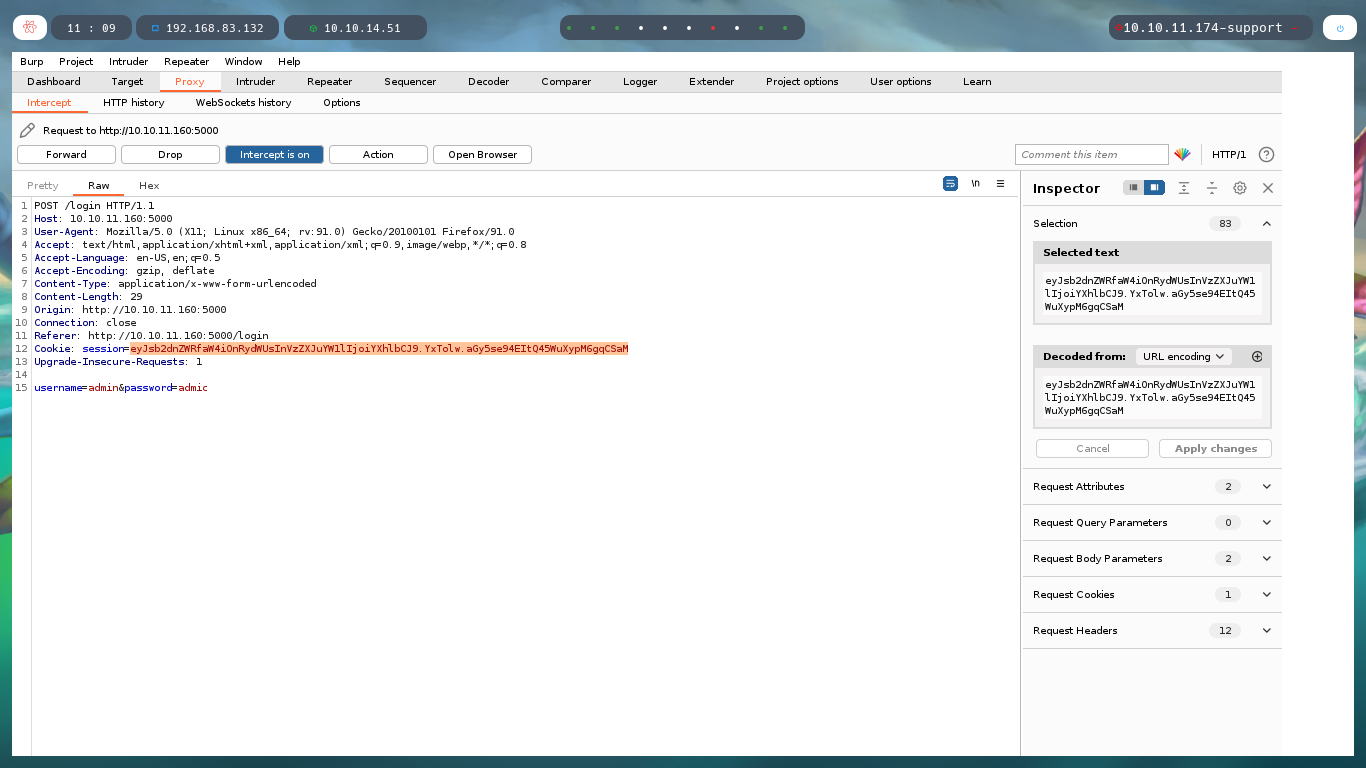 11 : 09
192.168.83.132
10.10.14.51
10.10.11.174-support
Burp Project Intruder Repeater Window Help
Dashboard Target Proxy Intruder Repeater Sequencer Decoder Comparer Logger Extender Project options User options Learn
Intercept HTTP history WebSockets history Options
Request to http://10.10.11.160:5000
Forward Drop Intercept is on Action Open Browser Comment this item HTTP/1 ?
Pretty Raw Hex \n
1 POST /login HTTP/1.1
2 Host: 10.10.11.160:5000
3 User-Agent: Mozilla/5.0 (X11; Linux x86_64; rv:91.0) Gecko/20100101 Firefox/91.0
4 Accept: text/html,application/xhtml+xml,application/xml;q=0.9,image/webp,*/*;q=0.8
5 Accept-Language: en-US,en;q=0.5
6 Accept-Encoding: gzip, deflate
7 Content-Type: application/x-www-form-urlencoded
8 Content-Length: 29
9 Origin: http://10.10.11.160:5000
10 Connection: close
11 Referer: http://10.10.11.160:5000/login
12 Cookie: session=eyJsb2dnZWRfaW4iOnRydWUsInVzZXJuYW1lIjoiYXhlbCJ9.YxTolw.aGy5se94EItQ45WuXypM6gqCSaM
13 Upgrade-Insecure-Requests: 1
14
15 username=admin&password=admic
Inspector
Selection 83
Selected text
eyJsb2dnZWRfaW4iOnRydWUsInVzZXJuYW1
lIjoiYXhlbCJ9.YxTolw.aGy5se94EItQ45
WuXypM6gqCSaM
Decoded from: URL encoding
eyJsb2dnZWRfaW4iOnRydWUsInVzZXJuYW1
lIjoiYXhlbCJ9.YxTolw.aGy5se94EItQ45
WuXypM6gqCSaM
Cancel Apply changes
Request Attributes 2
Request Query Parameters 0
Request Body Parameters 2
Request Cookies 1
Request Headers 12